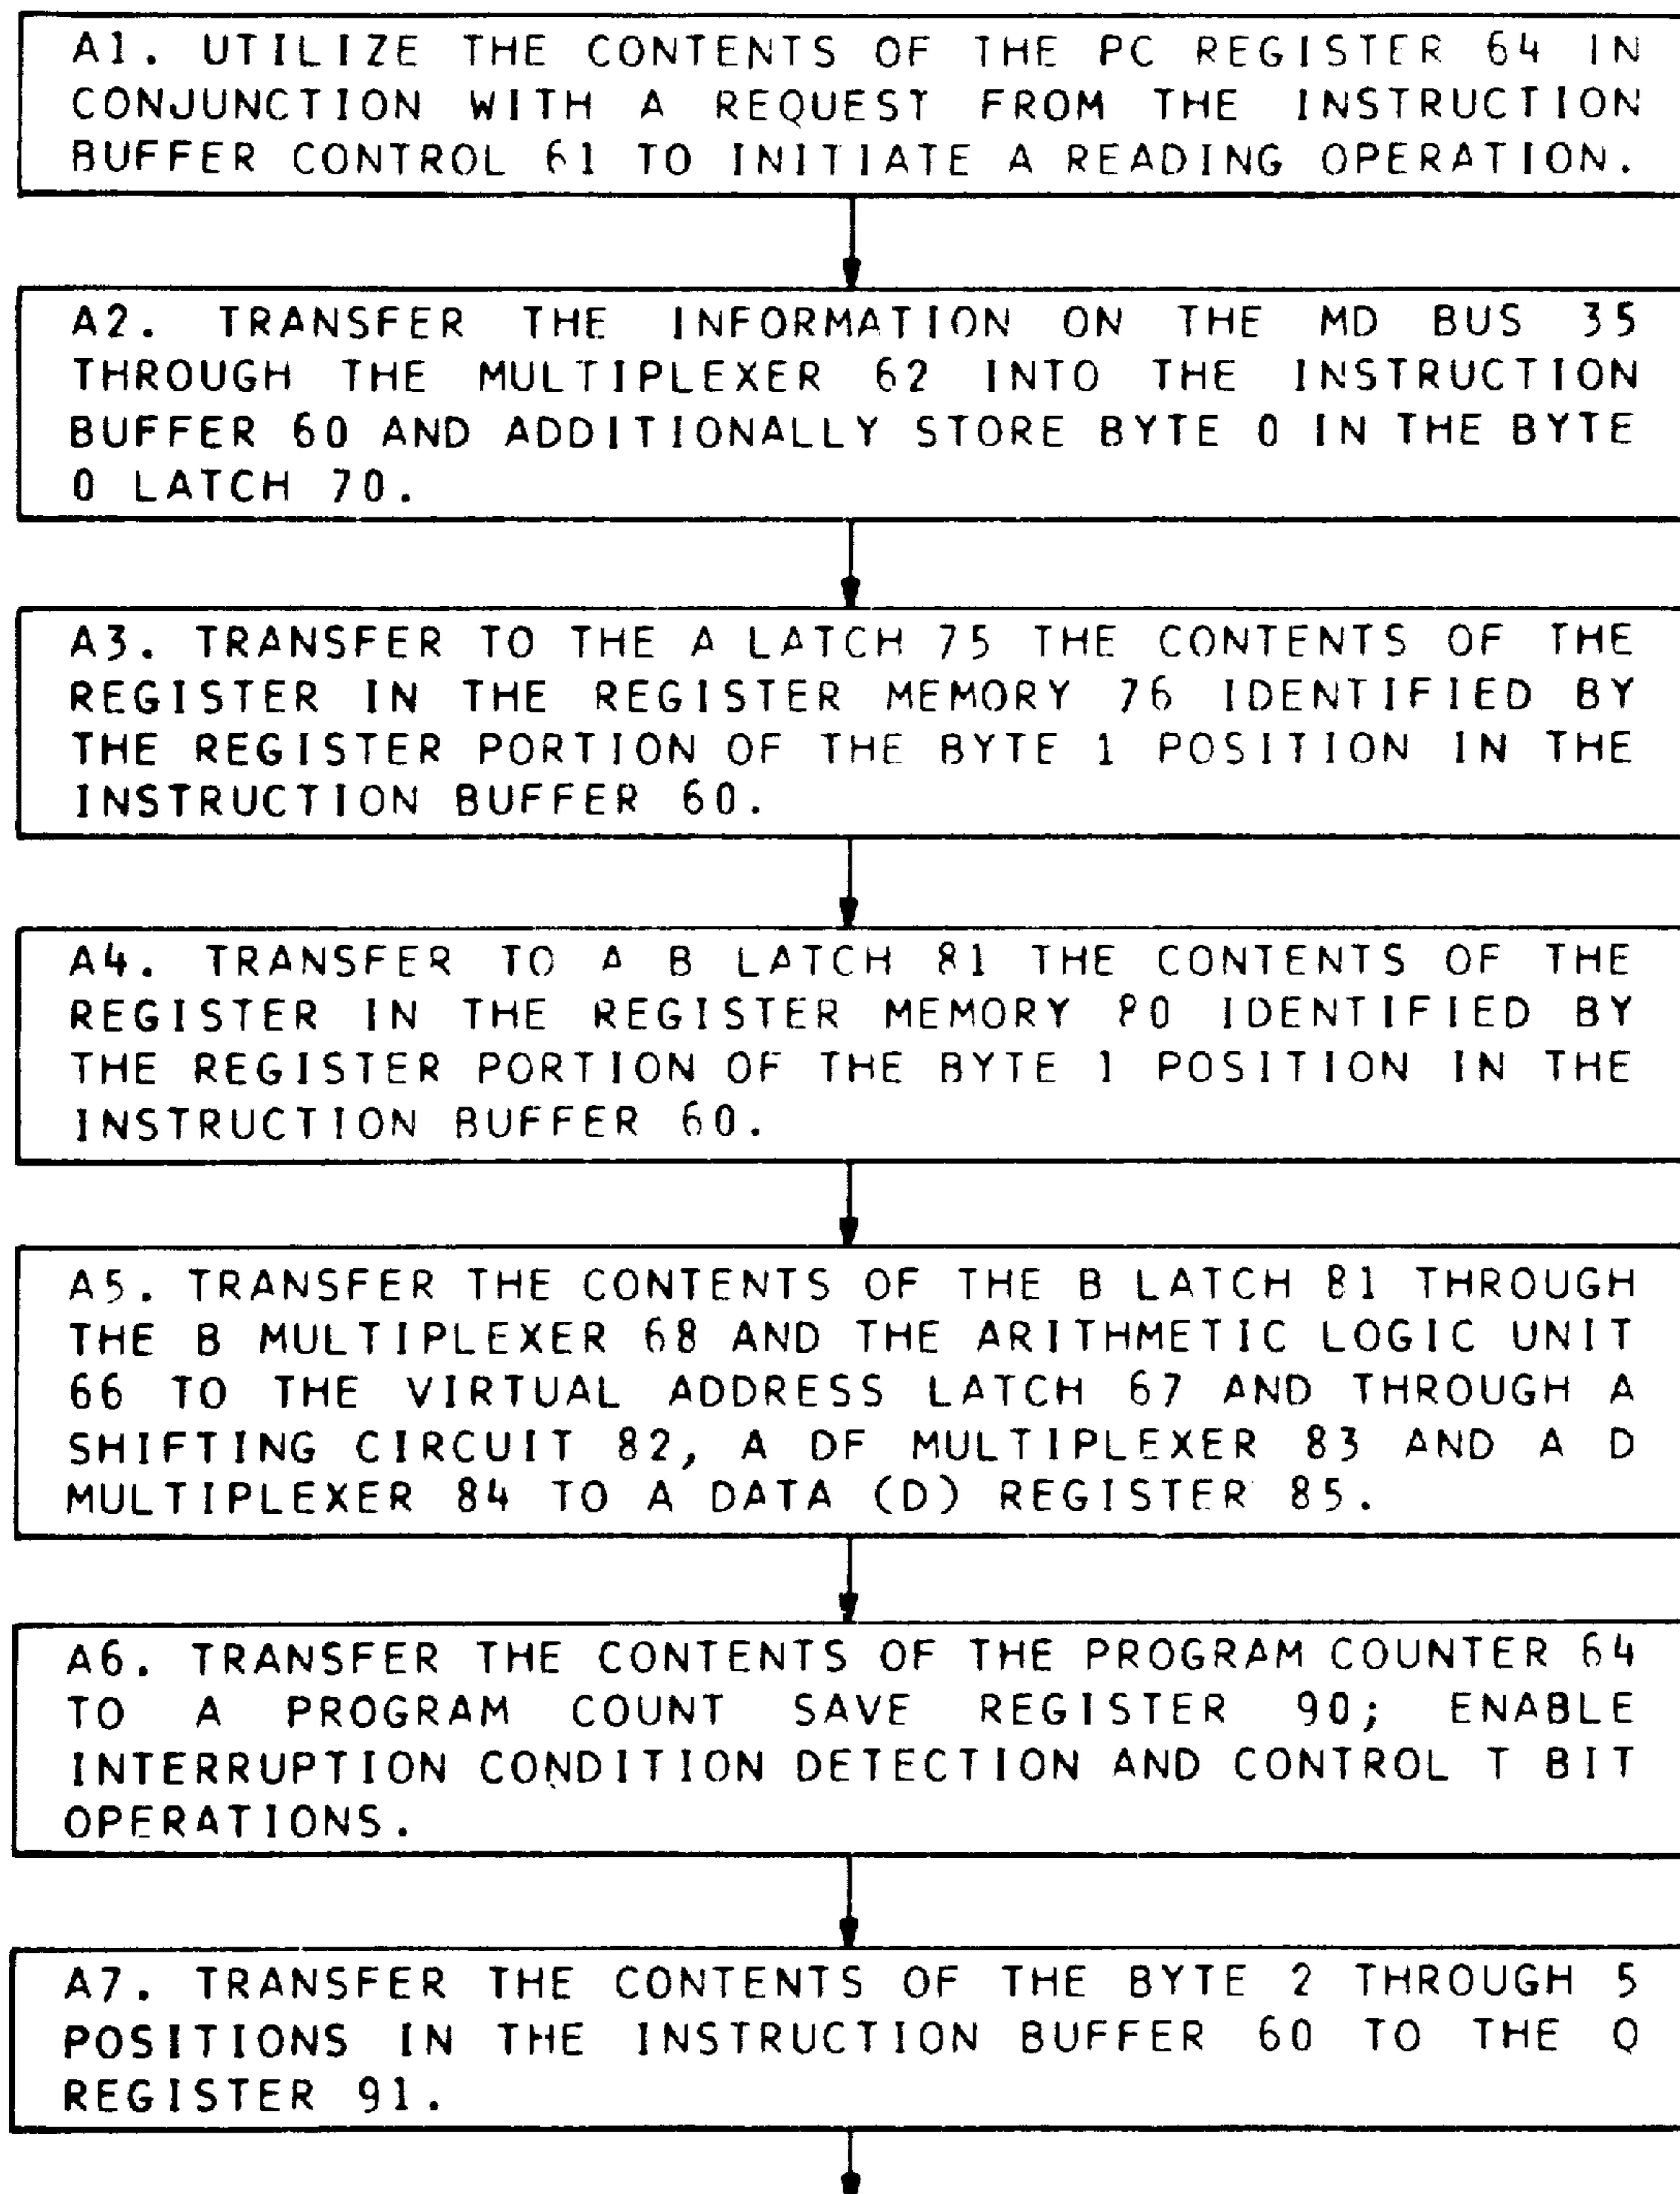 A1. UTILIZE THE CONTENTS OF THE PC REGISTER 64 IN
CONJUNCTION WITH A REQUEST FROM THE INSTRUCTION
BUFFER CONTROL 61 TO INITIATE A READING OPERATION.
A2. TRANSFER THE INFORMATION ON THE MD BUS 35
THROUGH THE MULTIPLEXER 62 INTO THE INSTRUCTION
BUFFER 60 AND ADDITIONALLY STORE BYTE 0 IN THE BYTE
0 LATCH 70.
A3. TRANSFER TO THE A LATCH 75 THE CONTENTS OF THE
REGISTER IN THE REGISTER MEMORY 76 IDENTIFIED BY
THE REGISTER PORTION OF THE BYTE 1 POSITION IN THE
INSTRUCTION BUFFER 60.
A4. TRANSFER TO A B LATCH 81 THE CONTENTS OF THE
REGISTER IN THE REGISTER MEMORY 80 IDENTIFIED BY
THE REGISTER PORTION OF THE BYTE 1 POSITION IN THE
INSTRUCTION BUFFER 60.
A5. TRANSFER THE CONTENTS OF THE B LATCH 81 THROUGH
THE B MULTIPLEXER 68 AND THE ARITHMETIC LOGIC UNIT
66 TO THE VIRTUAL ADDRESS LATCH 67 AND THROUGH A
SHIFTING CIRCUIT 82, A DF MULTIPLEXER 83 AND A D
MULTIPLEXER 84 TO A DATA (D) REGISTER 85.
A6. TRANSFER THE CONTENTS OF THE PROGRAM COUNTER 64
TO A PROGRAM COUNT SAVE REGISTER 90; ENABLE
INTERRUPTION CONDITION DETECTION AND CONTROL T BIT
OPERATIONS.
A7. TRANSFER THE CONTENTS OF THE BYTE 2 THROUGH 5
POSITIONS IN THE INSTRUCTION BUFFER 60 TO THE Q
REGISTER 91.